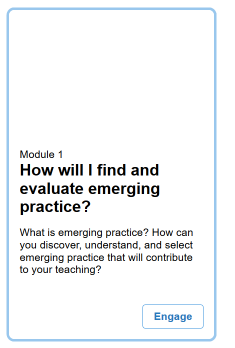 Module 1
How will I find and
evaluate emerging
practice?
What is emerging practice? How can
you discover, understand, and select
emerging practice that will contribute
to your teaching?
Engage